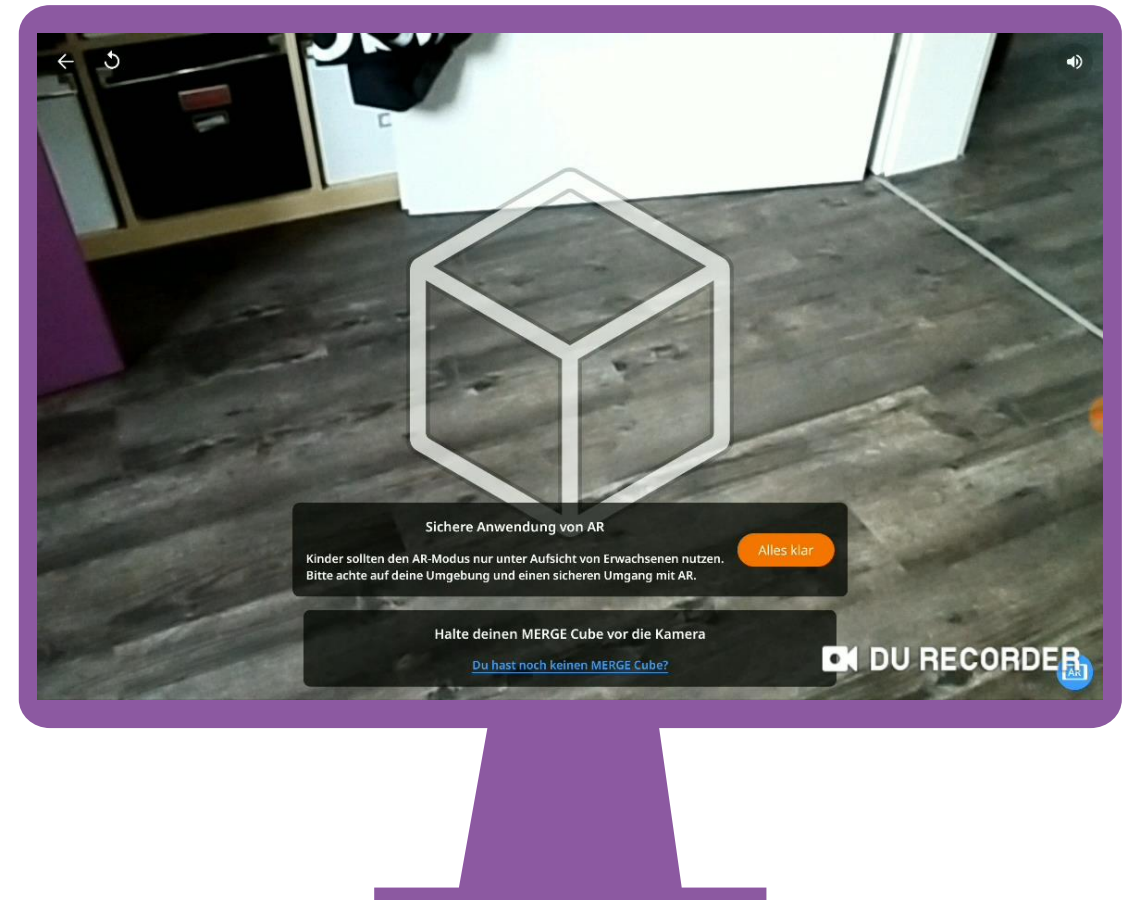 Sichere Anwendung von AR
Kinder sollten den AR-Modus nur unter Aufsicht von Erwachsenen nutzen.
Bitte achte auf deine Umgebung und einen sicheren Umgang mit AR.
Alles klar
Halte deinen MERGE Cube vor die Kamera
Du hast noch keinen MERGE Cube?
DU RECORDER
AR